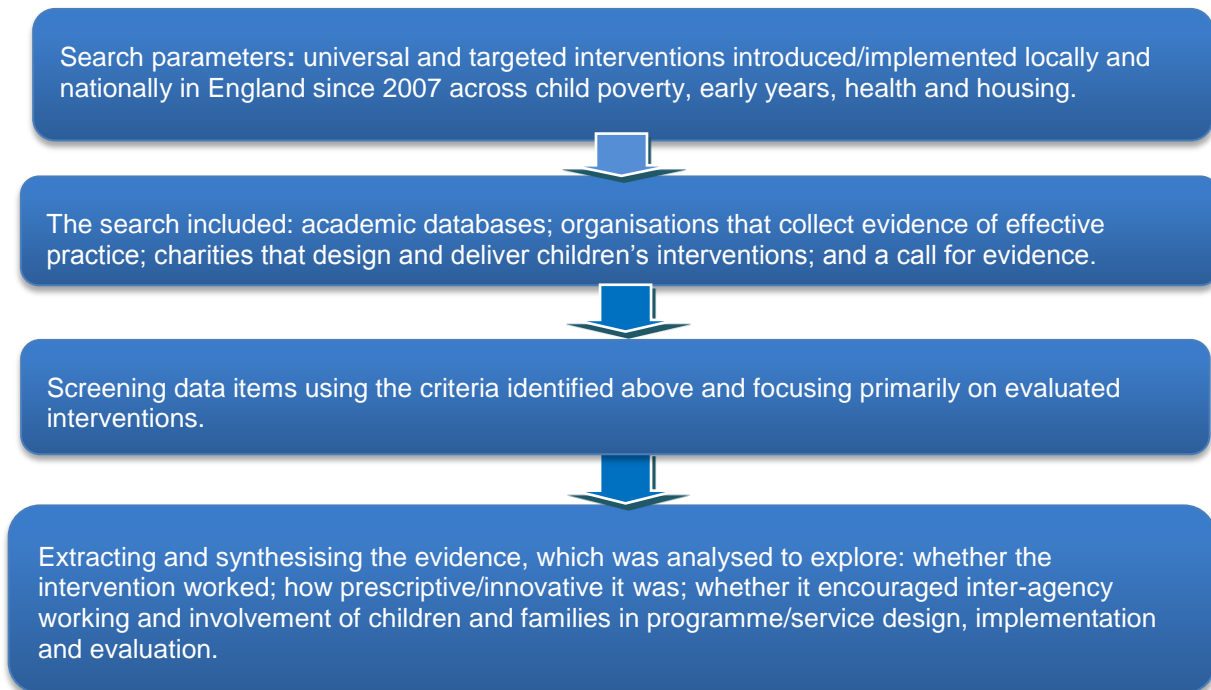 Search parameters: universal and targeted interventions introduced/implemented locally and
nationally in England since 2007 across child poverty, early years, health and housing.
The search included: academic databases; organisations that collect evidence of effective
practice; charities that design and deliver children’s interventions; and a call for evidence.
Screening data items using the criteria identified above and focusing primarily on evaluated
interventions.
Extracting and synthesising the evidence, which was analysed to explore: whether the
intervention worked; how prescriptive/innovative it was; whether it encouraged inter-agency
working and involvement of children and families in programme/service design, implementation
and evaluation.